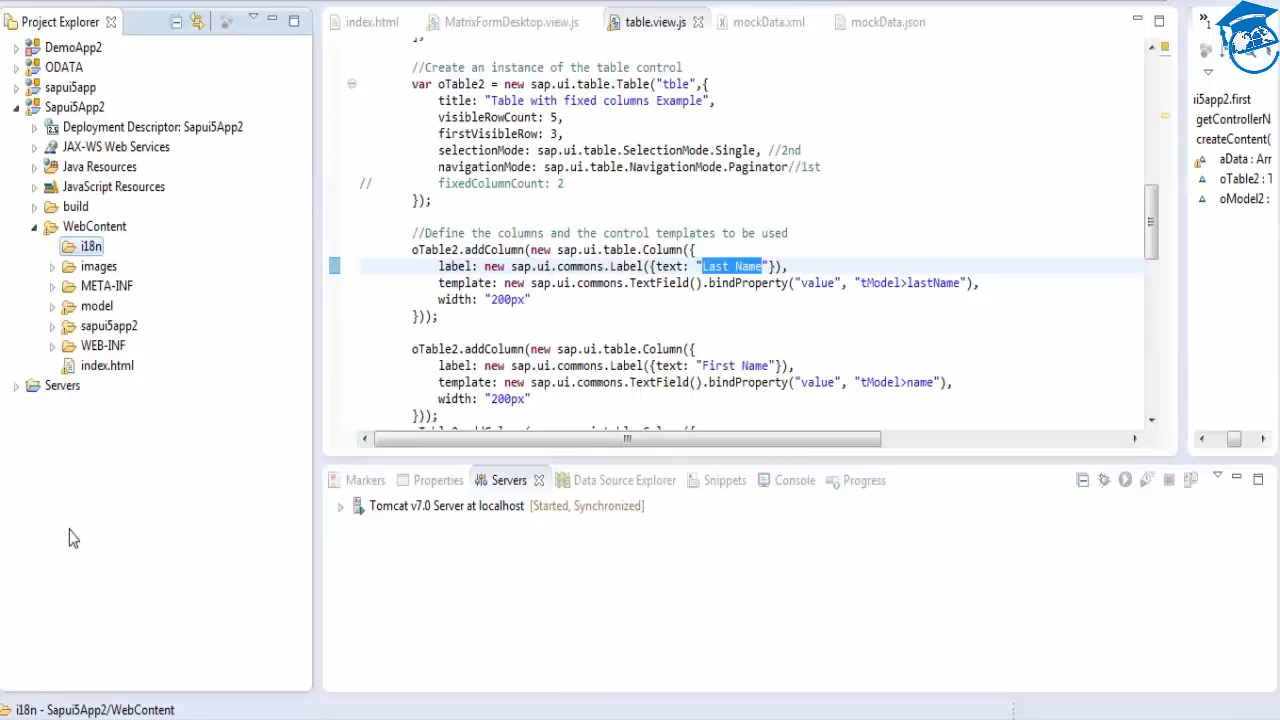 Project Explorer
DemoApp2
ODATA
sapui5app
Sapui5App2
Deployment Descriptor: Sapui5App2
JAX-WS Web Services
Java Resources
JavaScript Resources
build
WebContent
i18n
images
META-INF
model
sapui5app2
WEB-INF
index.html
Servers
index.html
MatrixFormDesktop.view.js
table.view.js
mockData.xml
mockData.json
//Create an instance of the table control
var oTable2 = new sap.ui.table.Table("tble",{
title: "Table with fixed columns Example",
visibleRowCount: 5,
firstVisibleRow: 3,
selectionMode: sap.ui.table.SelectionMode.Single, //2nd
navigationMode: sap.ui.table.NavigationMode.Paginator//1st
// fixedColumnCount: 2
});
//Define the columns and the control templates to be used
oTable2.addColumn(new sap.ui.table.Column({
label: new sap.ui.commons.Label({text: "Last Name"}),
template: new sap.ui.commons.TextField().bindProperty("value", "tModel>lastName"),
width: "200px"
}));
oTable2.addColumn(new sap.ui.table.Column({
label: new sap.ui.commons.Label({text: "First Name"}),
template: new sap.ui.commons.TextField().bindProperty("value", "tModel>name"),
width: "200px"
}));
»1
ui5app2.first
getControllerN
createContent(
aData : Arr
oTable2 : T
oModel2 :
Markers
Properties
Servers
Data Source Explorer
Snippets
Console
Progress
Tomcat v7.0 Server at localhost [Started, Synchronized]
i18n - Sapui5App2/WebContent